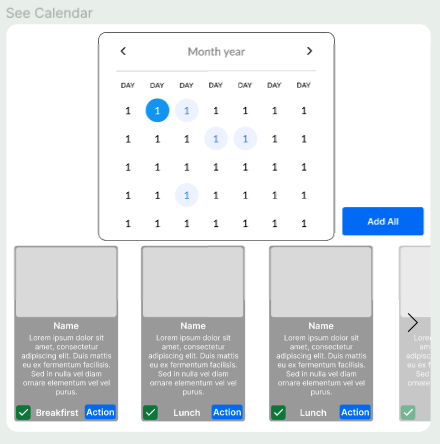 See Calendar
Month year
DAY DAY DAY DAY DAY DAY DAY
1 1 1 1 1 1 1
1 1 1 1 1 1 1
1 1 1 1 1 1 1
1 1 1 1 1 1 1
1 1 1 1 1 1 1
Add All
Name
Lorem ipsum dolor sit
amet, consectetur
adipiscing elit. Duis mattis
eu ex fermentum facilisis.
Sed in nulla vel diam
ornare elementum vel vel
purus.
Breakfirst Action
Name
Lorem ipsum dolor sit
amet, consectetur
adipiscing elit. Duis mattis
eu ex fermentum facilisis.
Sed in nulla vel diam
ornare elementum vel vel
purus.
Lunch Action
Name
Lorem ipsum dolor sit
amet, consectetur
adipiscing elit. Duis mattis
eu ex fermentum facilisis.
Sed in nulla vel diam
ornare elementum vel vel
purus.
Lunch Action